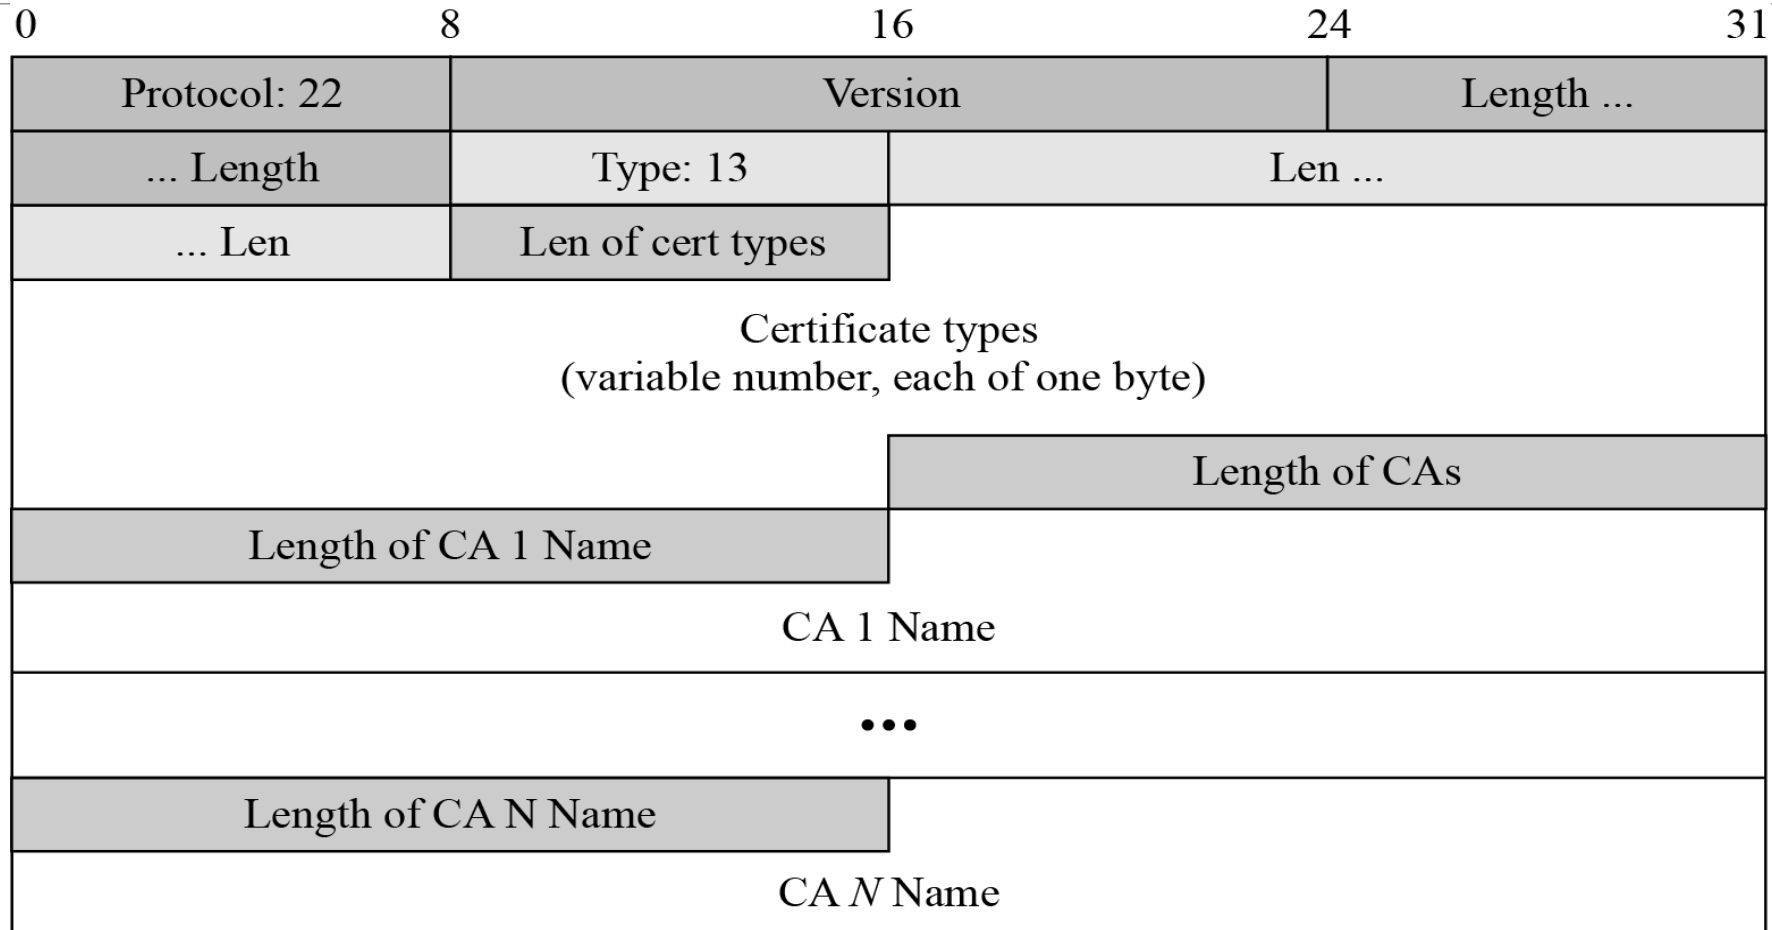 0 8 16 24 31
Protocol: 22 Version Length ...
... Length Type: 13 Len ...
... Len Len of cert types
Certificate types
(variable number, each of one byte)
Length of CAs
Length of CA 1 Name
CA 1 Name
...
Length of CA N Name
CA N Name